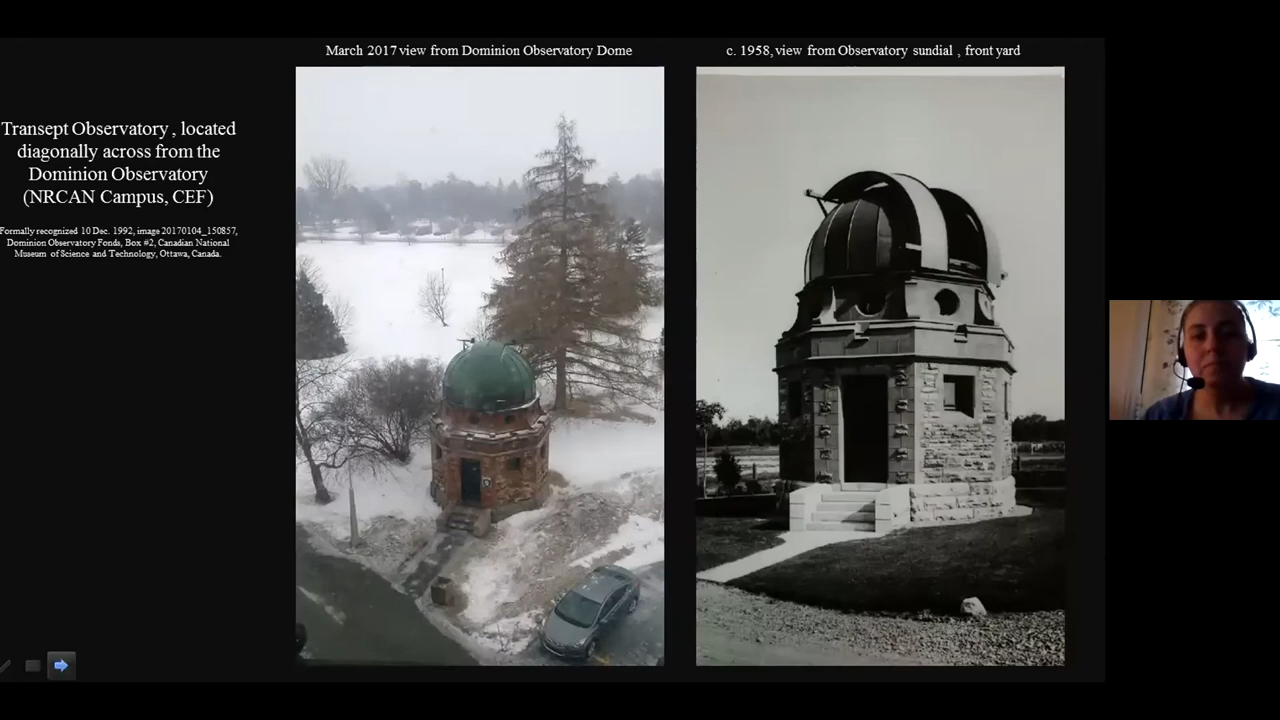 March 2017 view from Dominion Observatory Dome
c. 1958, view from Observatory sundial , front yard
Transept Observatory , located
diagonally across from the
Dominion Observatory
(NRCAN Campus, CEF)
Formally recognized 10 Dec. 1992, image 20170104_150857,
Dominion Observatory Fonds, Box #2, Canadian National
Museum of Science and Technology, Ottawa, Canada.